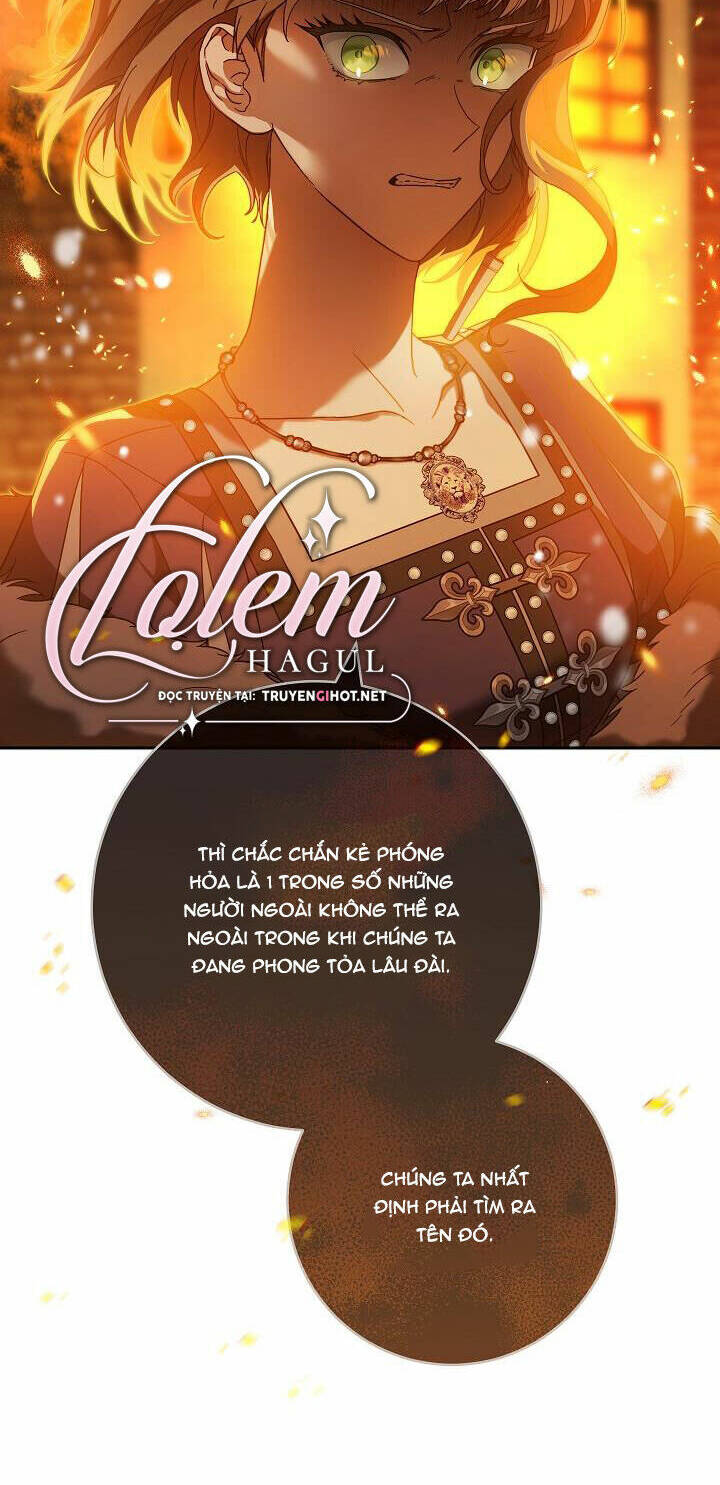 Lọlem
HAGUL
ĐỌC TRUYỆN TẠI: TRUYENGIHOT.NET
THÌ CHẮC CHẮN KẺ PHÓNG
HỎA LÀ 1 TRONG SỐ NHỮNG
NGƯỜI NGOÀI KHÔNG THỂ RA
NGOÀI TRONG KHI CHÚNG TA
ĐANG PHONG TỎA LÂU ĐÀI.
CHÚNG TA NHẤT
ĐỊNH PHẢI TÌM RA
TÊN ĐÓ.